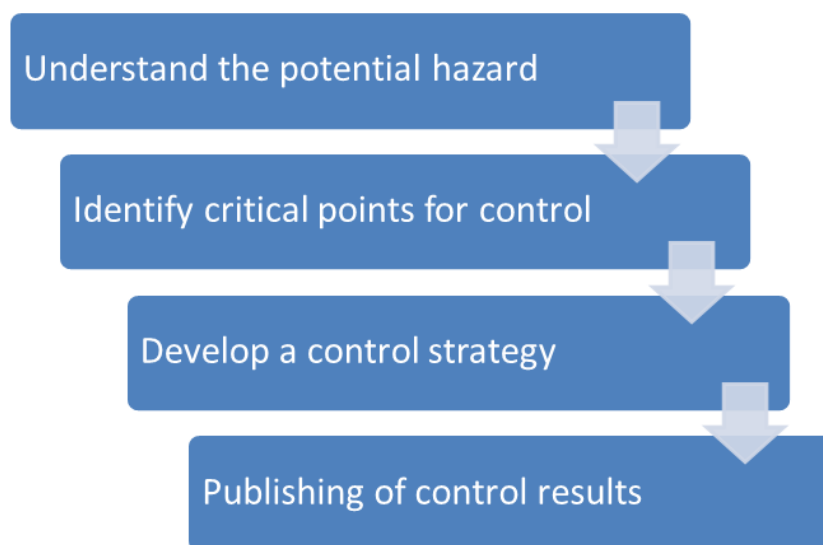 Understand the potential hazard
Identify critical points for control
Develop a control strategy
Publishing of control results